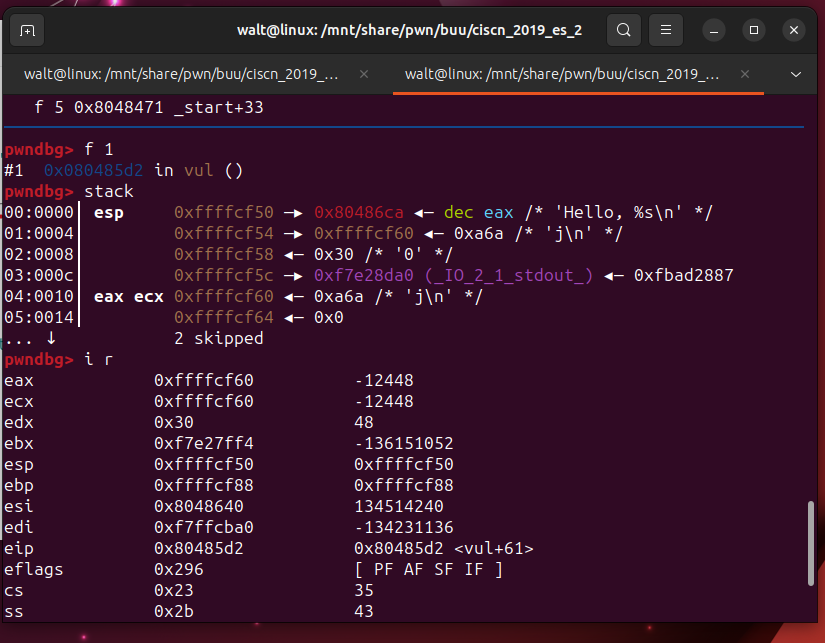 walt@linux: /mnt/share/pwn/buu/ciscn_2019_es_2
walt@linux: /mnt/share/pwn/buu/ciscn_2019_... × walt@linux: /mnt/share/pwn/buu/ciscn_2019_... ×
f 5 0x8048471 _start+33
pwndbg> f 1
#1 0x080485d2 in vul ()
pwndbg> stack
00:0000│ esp 0xffffcf50 —▸ 0x80486ca ◂— dec eax /* 'Hello, %s\n' */
01:0004│ 0xffffcf54 —▸ 0xffffcf60 ◂— 0xa6a /* 'j\n' */
02:0008│ 0xffffcf58 ◂— 0x30 /* '0' */
03:000c│ 0xffffcf5c —▸ 0xf7e28da0 (_IO_2_1_stdout_) ◂— 0xfbad2887
04:0010│ eax ecx 0xffffcf60 ◂— 0xa6a /* 'j\n' */
05:0014│ 0xffffcf64 ◂— 0x0
... ↓ 2 skipped
pwndbg> i r
eax 0xffffcf60 -12448
ecx 0xffffcf60 -12448
edx 0x30 48
ebx 0xf7e27ff4 -136151052
esp 0xffffcf50 0xffffcf50
ebp 0xffffcf88 0xffffcf88
esi 0x8048640 134514240
edi 0xf7ffcba0 -134231136
eip 0x80485d2 0x80485d2 <vul+61>
eflags 0x296 [ PF AF SF IF ]
cs 0x23 35
ss 0x2b 43